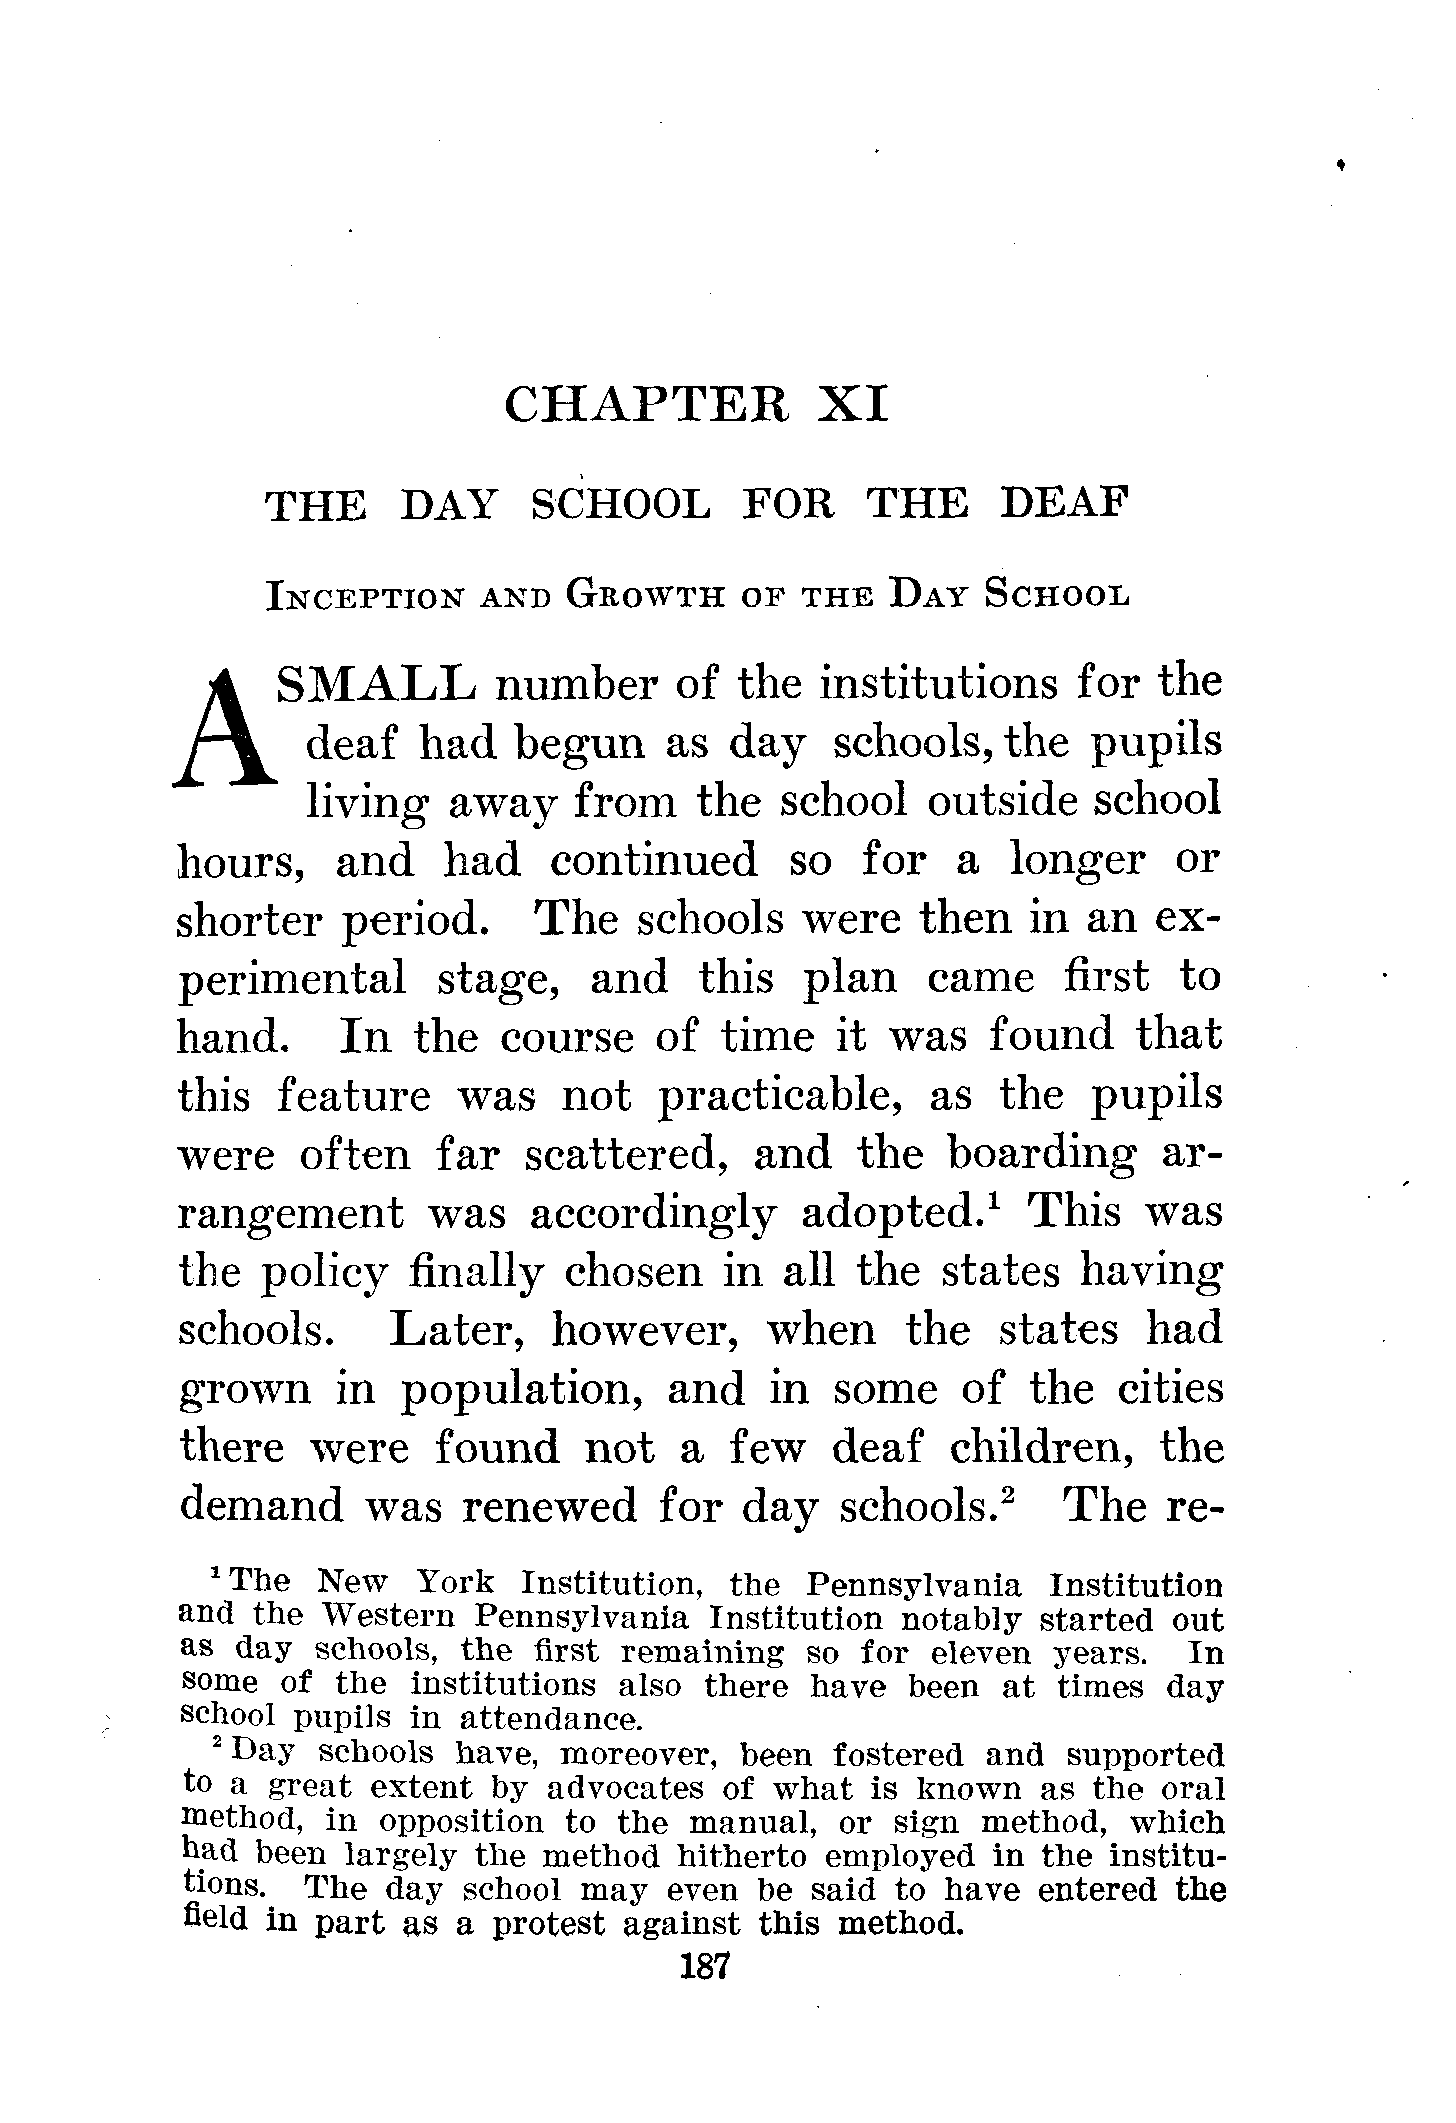 CHAPTER XI
THE DAY SCHOOL FOR THE DEAF
Inception and Growth of the Day School
A SMALL number of the institutions for the
deaf had begun as day schools, the pupils
living away from the school outside school
hours, and had continued so for a longer or
shorter period. The schools were then in an ex-
perimental stage, and this plan came first to
hand. In the course of time it was found that
this feature was not practicable, as the pupils
were often far scattered, and the boarding ar-
rangement was accordingly adopted.¹ This was
the policy finally chosen in all the states having
schools. Later, however, when the states had
grown in population, and in some of the cities
there were found not a few deaf children, the
demand was renewed for day schools.² The re-
¹ The New York Institution, the Pennsylvania Institution
and the Western Pennsylvania Institution notably started out
as day schools, the first remaining so for eleven years. In
some of the institutions also there have been at times day
school pupils in attendance.
² Day schools have, moreover, been fostered and supported
to a great extent by advocates of what is known as the oral
method, in opposition to the manual, or sign method, which
had been largely the method hitherto employed in the institu-
tions. The day school may even be said to have entered the
field in part as a protest against this method.
187